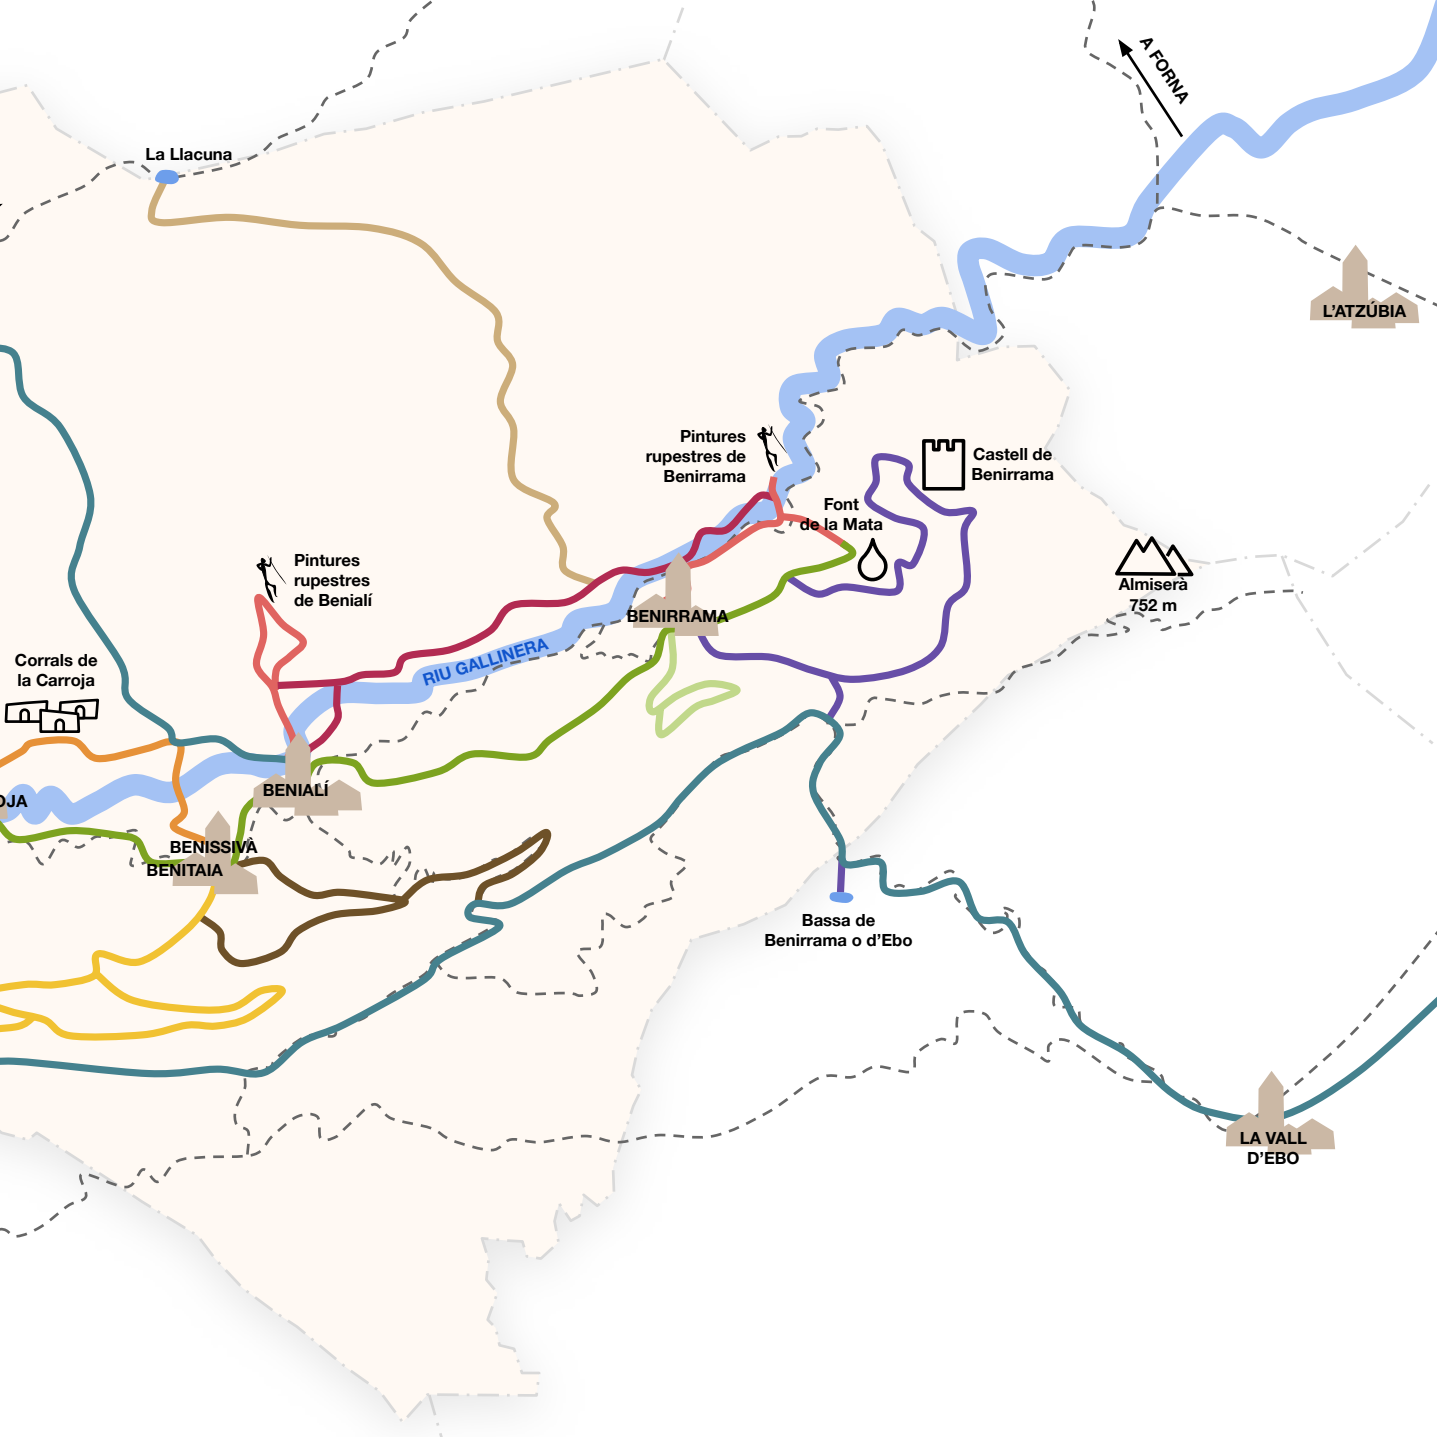 A FORNA
La Llacuna
L'ATZÚBIA
Pintures
rupestres de
Benirrama
Castell de
Benirrama
Font
de la Mata
Almiserà
752 m
Pintures
rupestres
de Benialí
BENIRRAMA
RIU GALLINERA
Corrals de
la Carroja
BENIALÍ
OJA
BENISSIVÀ
BENITAIA
Bassa de
Benirrama o d'Ebo
LA VALL
D'EBO